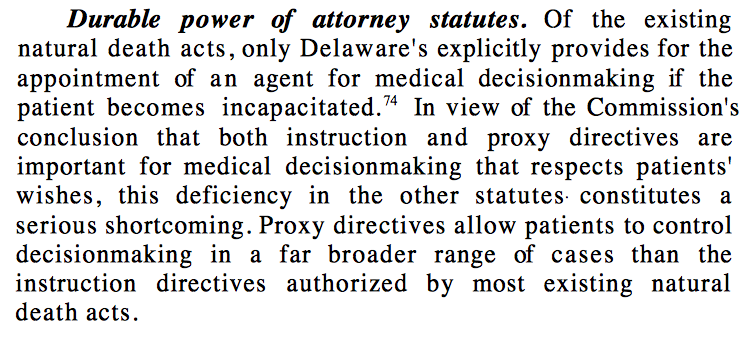 Durable power of attorney statutes. Of the existing
natural death acts, only Delaware's explicitly provides for the
appointment of an agent for medical decisionmaking if the
patient becomes incapacitated.74 In view of the Commission's
conclusion that both instruction and proxy directives are
important for medical decisionmaking that respects patients'
wishes, this deficiency in the other statutes constitutes a
serious shortcoming. Proxy directives allow patients to control
decisionmaking in a far broader range of cases than the
instruction directives authorized by most existing natural
death acts.